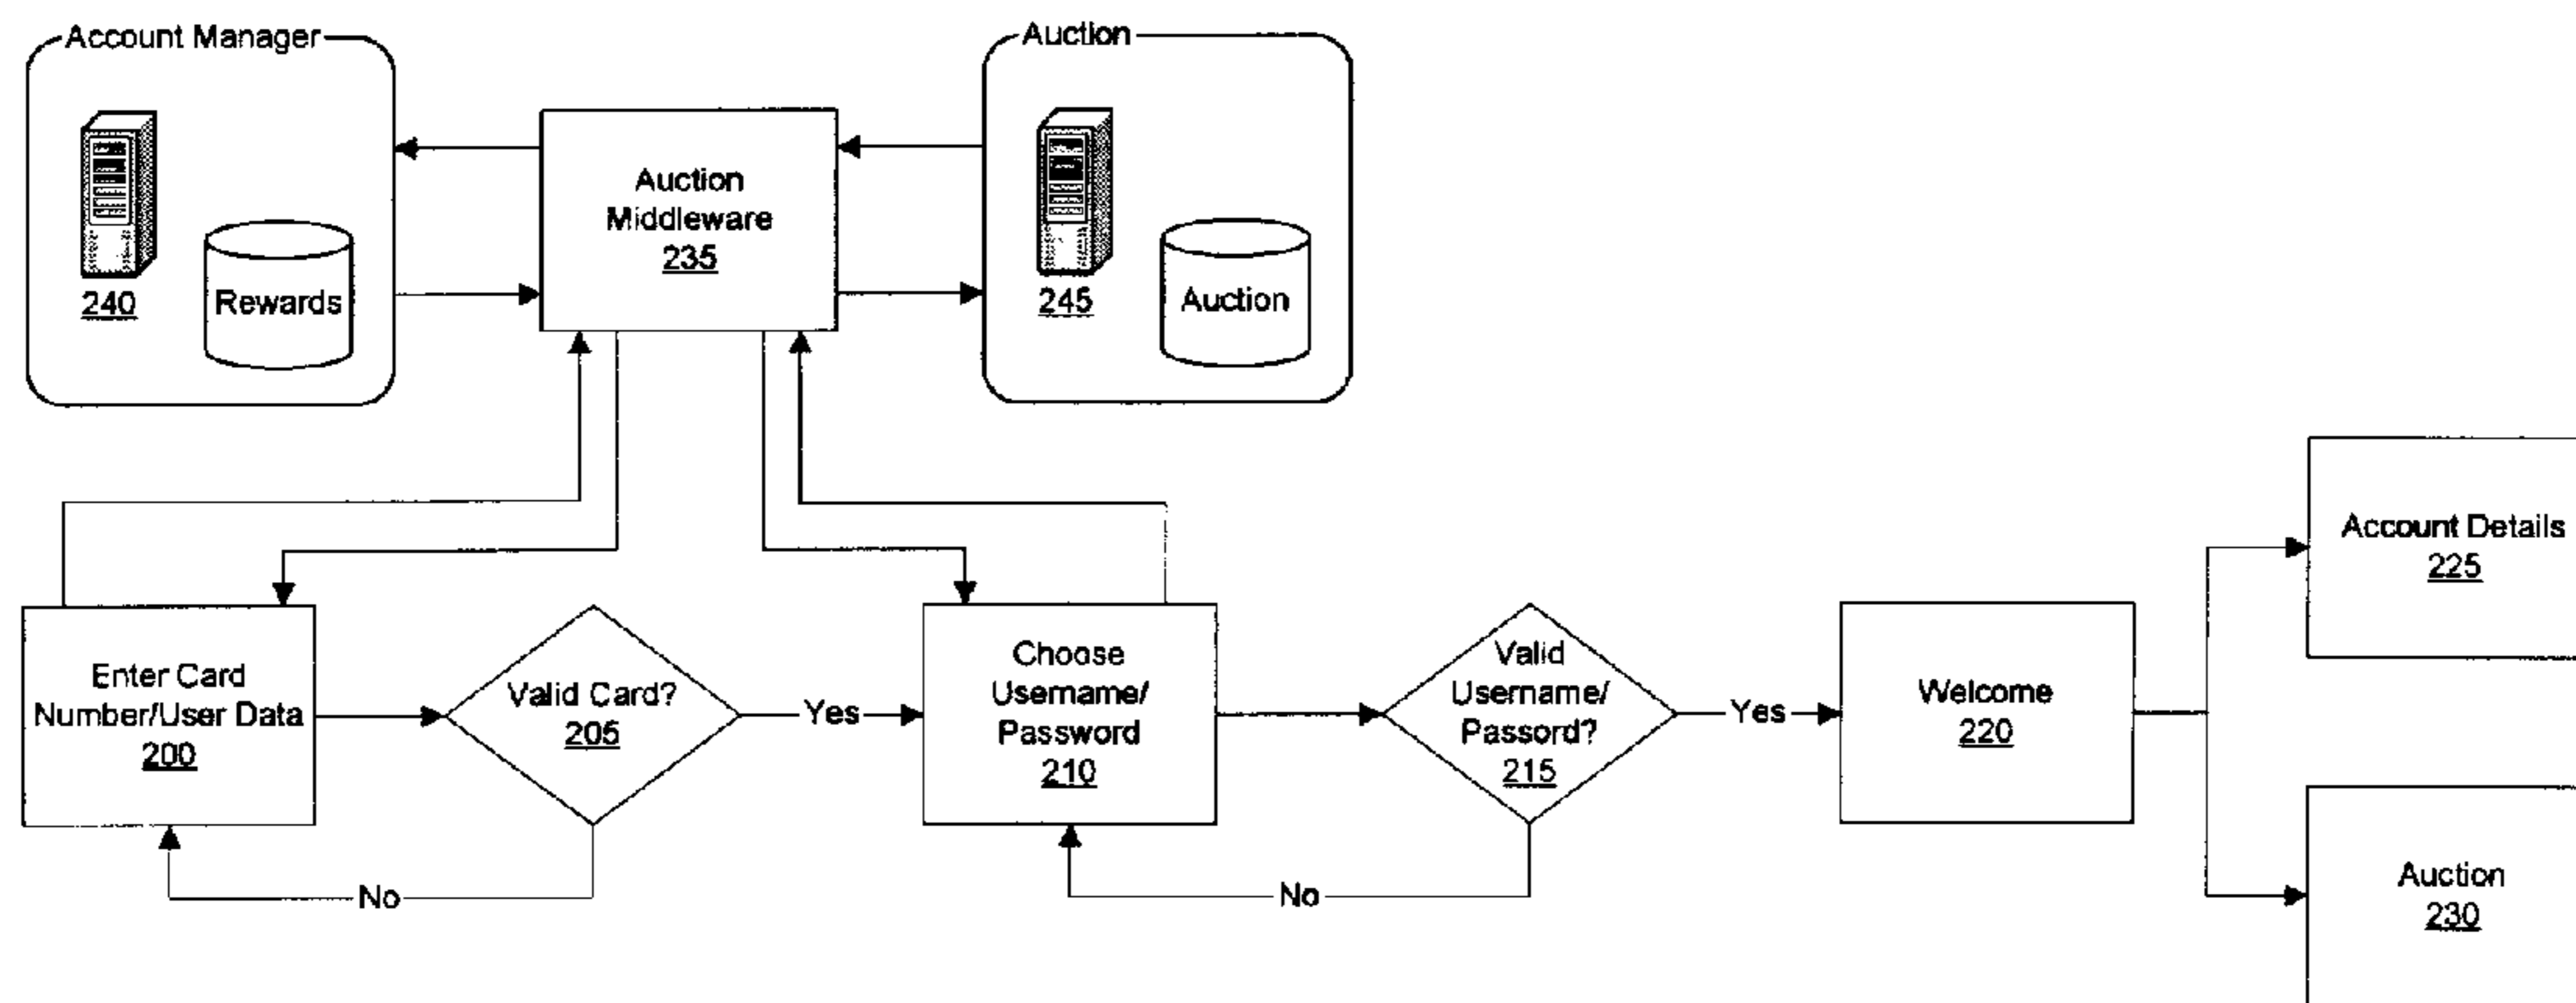 Account Manager
240
Rewards
Auction
Middleware
235
Auction
245
Auction
Enter Card
Number/User Data
200
Valid Card?
205
Yes
No
Choose
Username/
Password
210
Valid
Username/
Passord?
215
Yes
No
Welcome
220
Account Details
225
Auction
230